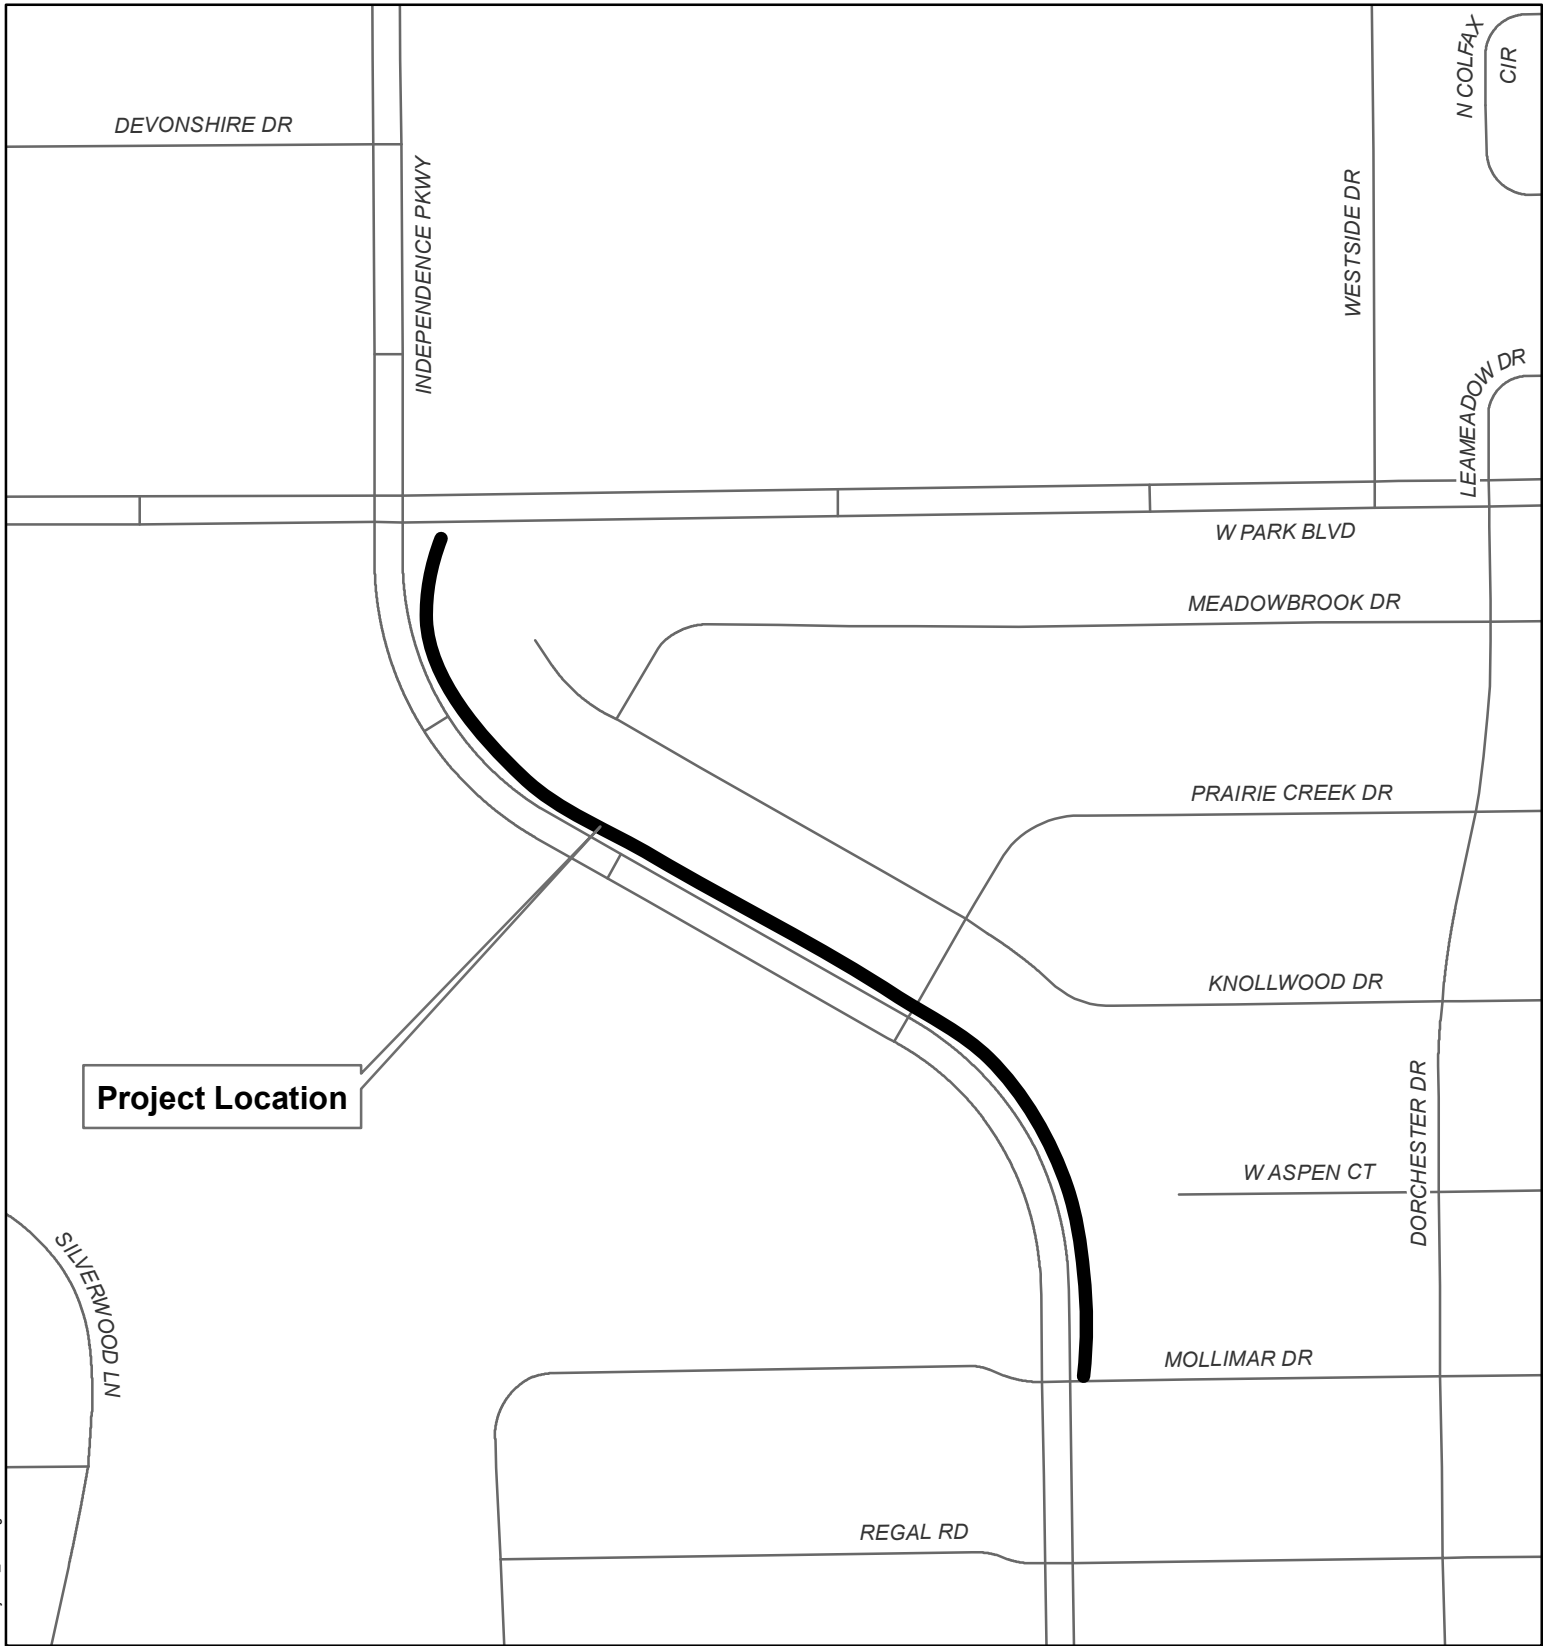 N COLFAX
CIR
DEVONSHIRE DR
INDEPENDENCE PKWY
WESTSIDE DR
LEAMEADOW DR
W PARK BLVD
MEADOWBROOK DR
PRAIRIE CREEK DR
KNOLLWOOD DR
Project Location
DORCHESTER DR
W ASPEN CT
SILVERWOOD LN
MOLLIMAR DR
REGAL RD